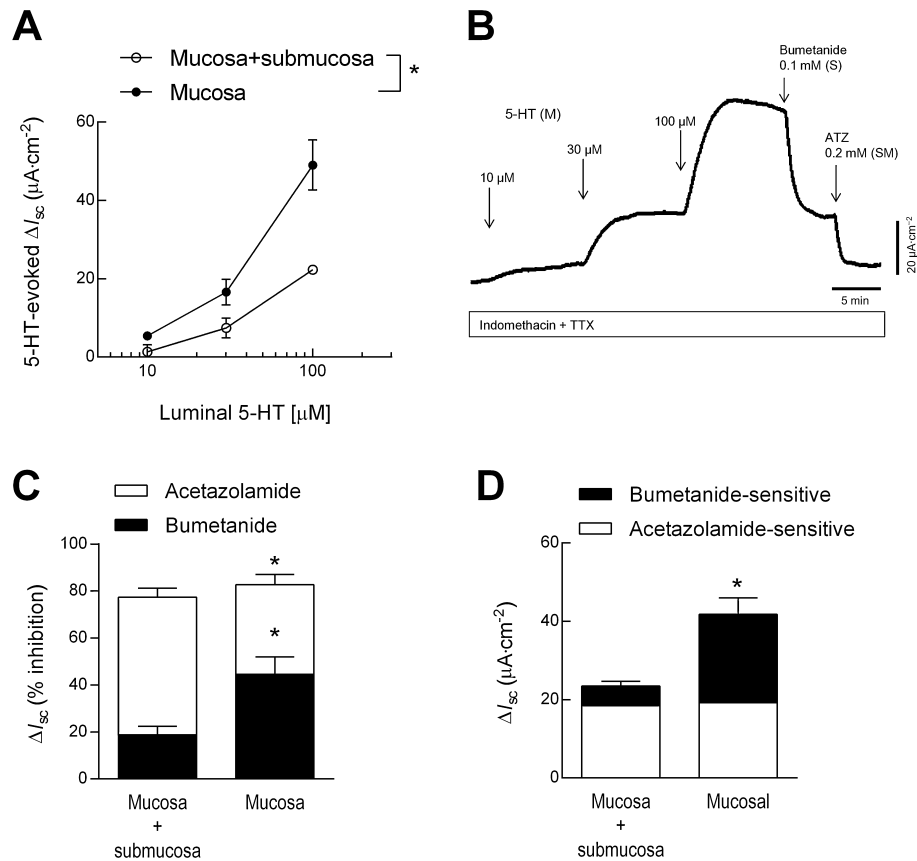 A
Mucosa+submucosa
Mucosa
*
5-HT-evoked ΔIsc (μA·cm⁻²)
60
40
20
0
10
100
Luminal 5-HT [μM]
B
Bumetanide
0.1 mM (S)
5-HT (M)
100 μM
ATZ
0.2 mM (SM)
30 μM
10 μM
20 μA·cm⁻²
5 min
Indomethacin + TTX
C
Acetazolamide
Bumetanide
ΔIsc (% inhibition)
100
80
60
40
20
0
*
*
Mucosa
+
submucosa
Mucosa
D
Bumetanide-sensitive
Acetazolamide-sensitive
ΔIsc (μA·cm⁻²)
60
40
20
0
*
Mucosa
+
submucosa
Mucosal